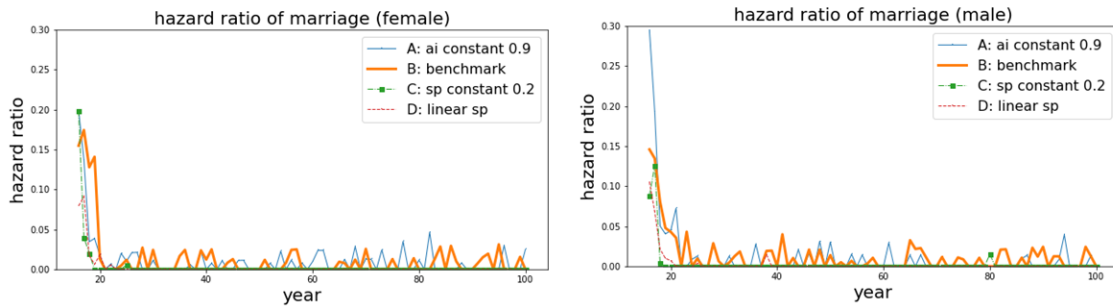 hazard ratio of marriage (female)
0.30
0.25
0.20
0.15
0.10
0.05
0.00
hazard ratio
20
40
60
80
100
year
A: ai constant 0.9
B: benchmark
C: sp constant 0.2
D: linear sp
hazard ratio of marriage (male)
0.30
0.25
0.20
0.15
0.10
0.05
0.00
hazard ratio
20
40
60
80
100
year
A: ai constant 0.9
B: benchmark
C: sp constant 0.2
D: linear sp